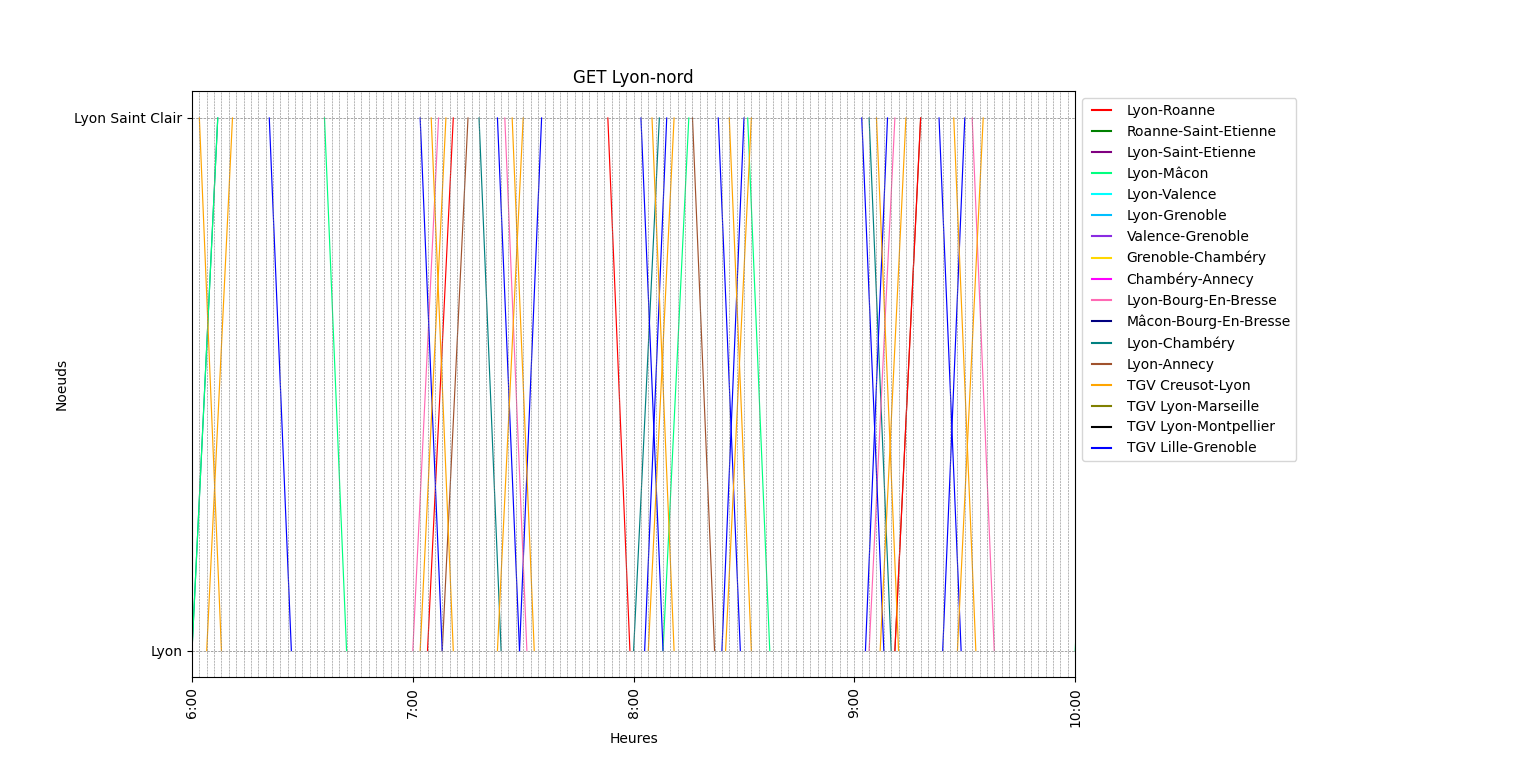 GET Lyon-nord
Lyon Saint Clair
Lyon
Noeuds
6:00
7:00
8:00
9:00
10:00
Heures
Lyon-Roanne
Roanne-Saint-Etienne
Lyon-Saint-Etienne
Lyon-Mâcon
Lyon-Valence
Lyon-Grenoble
Valence-Grenoble
Grenoble-Chambéry
Chambéry-Annecy
Lyon-Bourg-En-Bresse
Mâcon-Bourg-En-Bresse
Lyon-Chambéry
Lyon-Annecy
TGV Creusot-Lyon
TGV Lyon-Marseille
TGV Lyon-Montpellier
TGV Lille-Grenoble